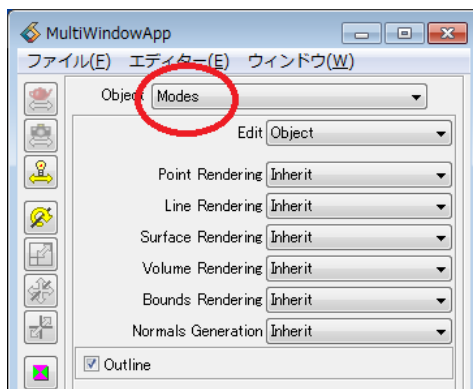 MultiWindowApp
ファイル(F) エディター(E) ウィンドウ(W)
Object Modes
Edit Object
Point Rendering Inherit
Line Rendering Inherit
Surface Rendering Inherit
Volume Rendering Inherit
Bounds Rendering Inherit
Normals Generation Inherit
Outline